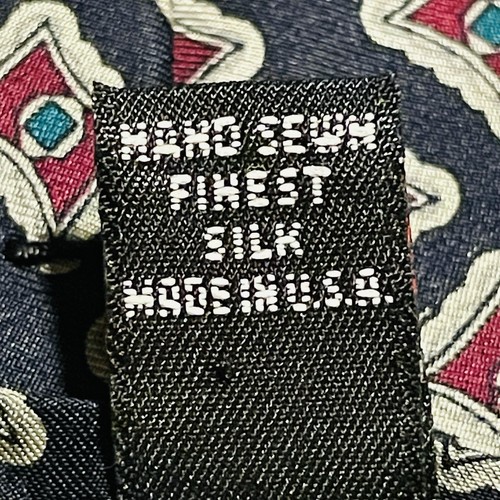 HAND SEWN
FINEST
SILK
MADE IN U.S.A.